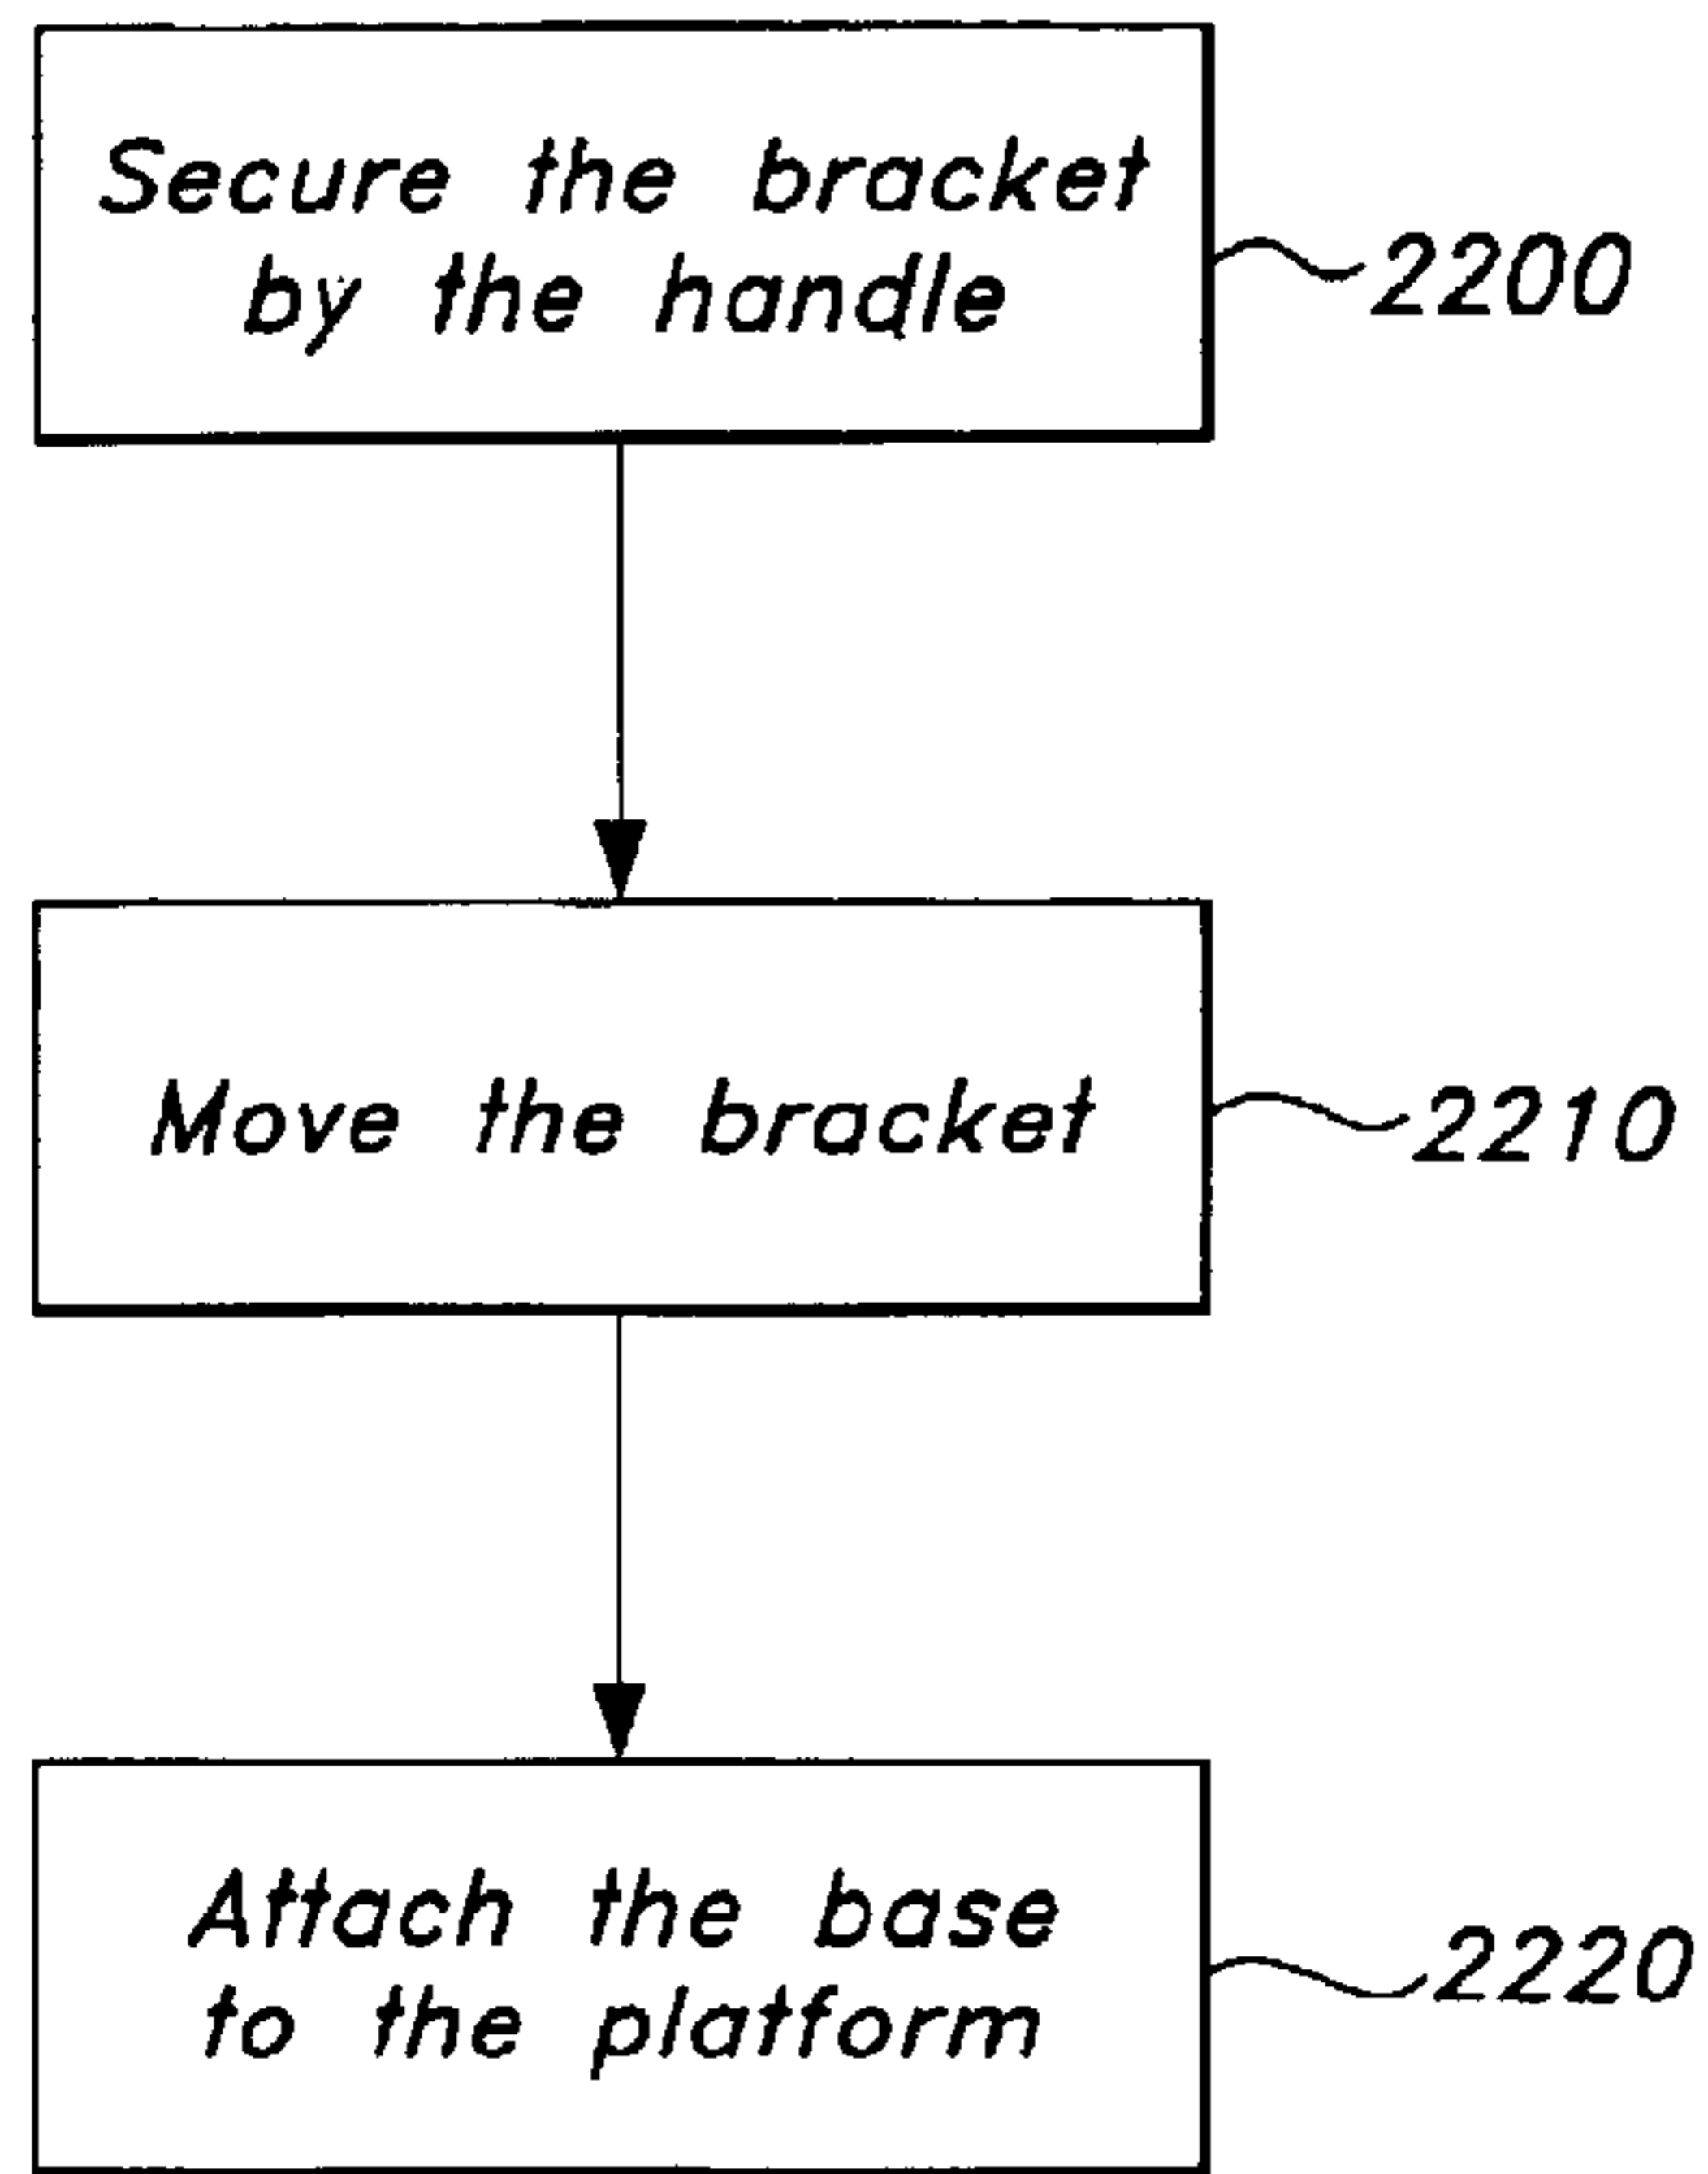 Secure the bracket
by the handle
2200
Move the bracket
2210
Attach the base
to the platform
2220